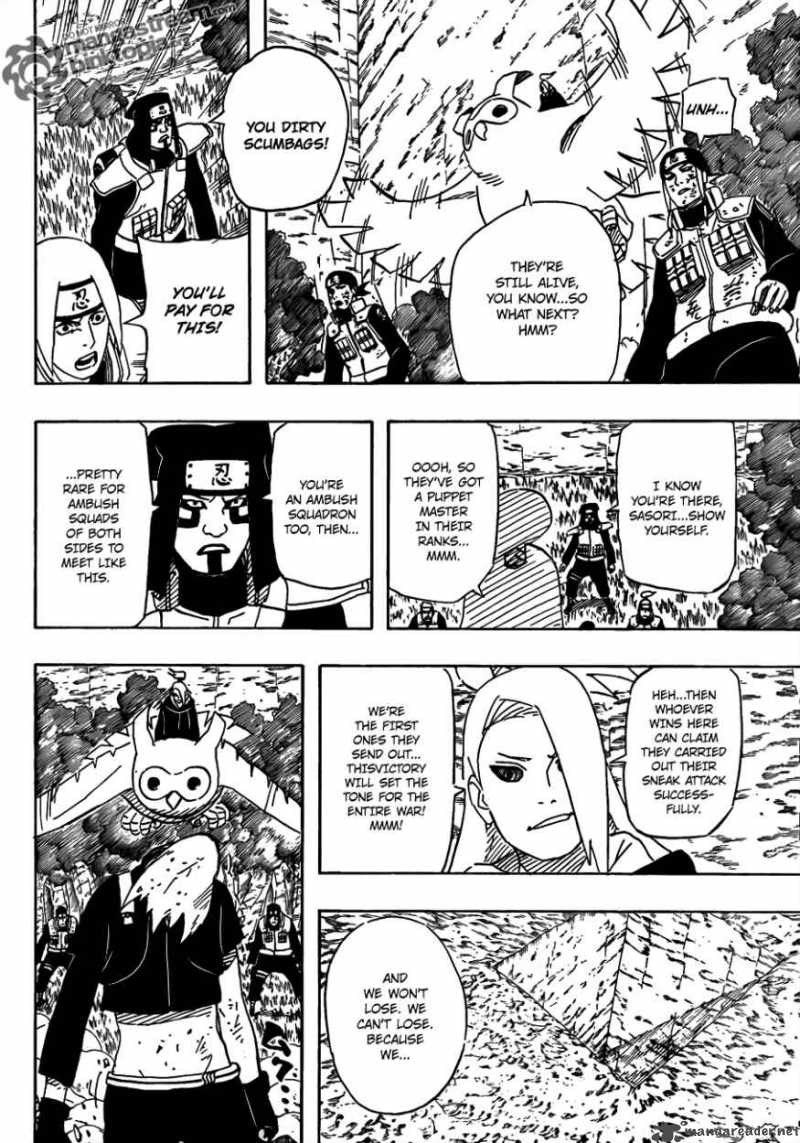 mangastream.com
binktopia
UNH...
THEY'RE
STILL ALIVE,
YOU KNOW...SO
WHAT NEXT?
HMM?
YOU DIRTY
SCUMBAGS!
YOU'LL
PAY FOR
THIS!
忍
I KNOW
YOU'RE THERE,
SASORI...SHOW
YOURSELF.
OOOH, SO
THEY'VE GOT
A PUPPET
MASTER
IN THEIR
RANKS...
MMM.
YOU'RE
AN AMBUSH
SQUADRON
TOO, THEN...
忍
...PRETTY
RARE FOR
AMBUSH
SQUADS
OF BOTH
SIDES TO
MEET LIKE
THIS.
HEH...THEN
WHOEVER
WINS HERE
CAN CLAIM
THEY CARRIED
OUT THEIR
SNEAK ATTACK
SUCCESS-
FULLY.
WE'RE
THE FIRST
ONES THEY
SEND OUT...
THISVICTORY
WILL SET THE
TONE FOR THE
ENTIRE WAR!
MMM!
AND
WE WON'T
LOSE. WE
CAN'T LOSE.
BECAUSE
WE...
mangareader.net